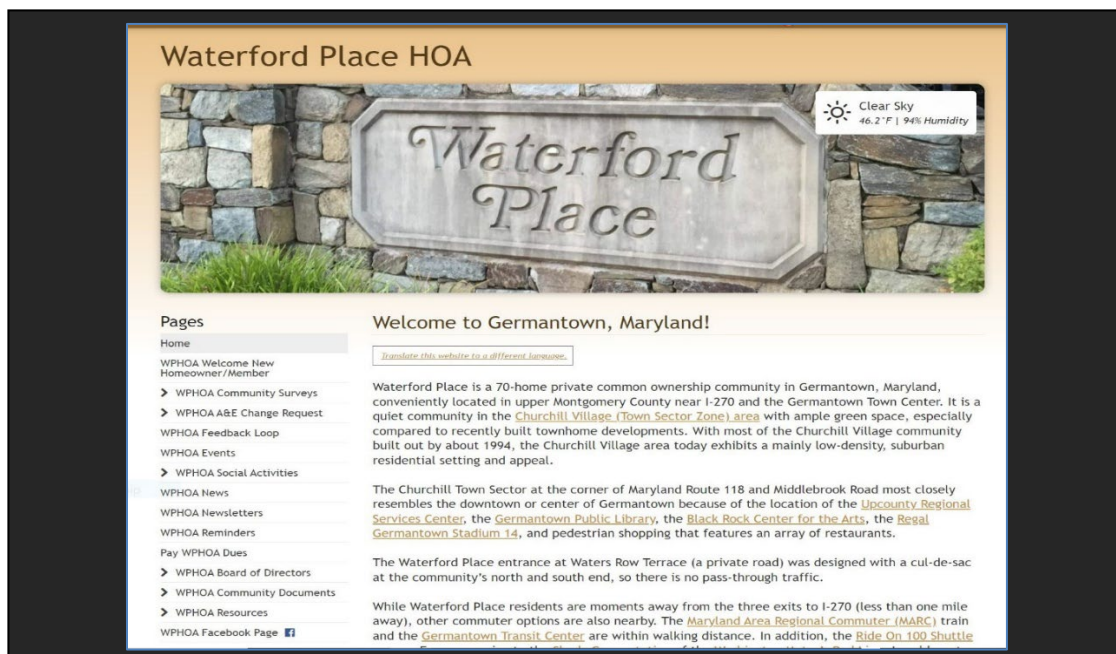 Waterford Place HOA
Clear Sky
46.2°F | 94% Humidity
Waterford
Place
Pages
Home
WPHOA Welcome New
Homeowner/Member
WPHOA Community Surveys
WPHOA A&E Change Request
WPHOA Feedback Loop
WPHOA Events
WPHOA Social Activities
WPHOA News
WPHOA Newsletters
WPHOA Reminders
Pay WPHOA Dues
WPHOA Board of Directors
WPHOA Community Documents
WPHOA Resources
WPHOA Facebook Page
Welcome to Germantown, Maryland!
Translate this website to a different language.
Waterford Place is a 70-home private common ownership community in Germantown, Maryland,
conveniently located in upper Montgomery County near I-270 and the Germantown Town Center. It is a
quiet community in the Churchill Village (Town Sector Zone) area with ample green space, especially
compared to recently built townhome developments. With most of the Churchill Village community
built out by about 1994, the Churchill Village area today exhibits a mainly low-density, suburban
residential setting and appeal.
The Churchill Town Sector at the corner of Maryland Route 118 and Middlebrook Road most closely
resembles the downtown or center of Germantown because of the location of the Upcounty Regional
Services Center, the Germantown Public Library, the Black Rock Center for the Arts, the Regal
Germantown Stadium 14, and pedestrian shopping that features an array of restaurants.
The Waterford Place entrance at Waters Row Terrace (a private road) was designed with a cul-de-sac
at the community's north and south end, so there is no pass-through traffic.
While Waterford Place residents are moments away from the three exits to I-270 (less than one mile
away), other commuter options are also nearby. The Maryland Area Regional Commuter (MARC) train
and the Germantown Transit Center are within walking distance. In addition, the Ride On 100 Shuttle